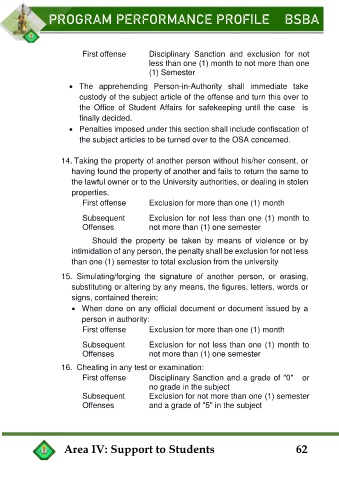 PROGRAM PERFORMANCE PROFILE BSBA
First offense Disciplinary Sanction and exclusion for not
less than one (1) month to not more than one
(1) Semester
• The apprehending Person-in-Authority shall immediate take
custody of the subject article of the offense and turn this over to
the Office of Student Affairs for safekeeping until the case is
finally decided.
• Penalties imposed under this section shall include confiscation of
the subject articles to be turned over to the OSA concerned.
14. Taking the property of another person without his/her consent, or
having found the property of another and fails to return the same to
the lawful owner or to the University authorities, or dealing in stolen
properties.
First offense Exclusion for more than one (1) month
Subsequent Exclusion for not less than one (1) month to
Offenses not more than (1) one semester
Should the property be taken by means of violence or by
intimidation of any person, the penalty shall be exclusion for not less
than one (1) semester to total exclusion from the university
15. Simulating/forging the signature of another person, or erasing,
substituting or altering by any means, the figures, letters, words or
signs, contained therein;
• When done on any official document or document issued by a
person in authority:
First offense Exclusion for more than one (1) month
Subsequent Exclusion for not less than one (1) month to
Offenses not more than (1) one semester
16. Cheating in any test or examination:
First offense Disciplinary Sanction and a grade of "0" or
no grade in the subject
Subsequent Exclusion for not more than one (1) semester
Offenses and a grade of "5" in the subject
Area IV: Support to Students 62